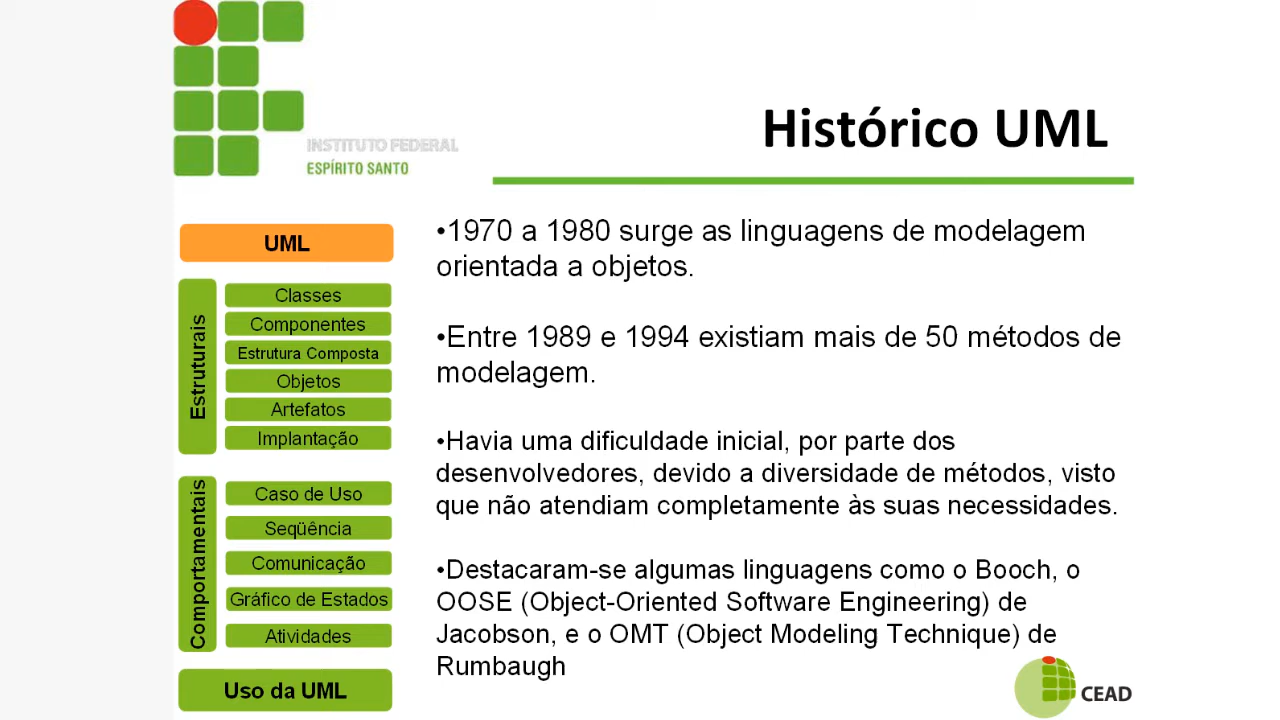 INSTITUTO FEDERAL
ESPÍRITO SANTO
Histórico UML
UML
Estruturais
Classes
Componentes
Estrutura Composta
Objetos
Artefatos
Implantação
Comportamentais
Caso de Uso
Seqüência
Comunicação
Gráfico de Estados
Atividades
Uso da UML
•1970 a 1980 surge as linguagens de modelagem
orientada a objetos.
•Entre 1989 e 1994 existiam mais de 50 métodos de
modelagem.
•Havia uma dificuldade inicial, por parte dos
desenvolvedores, devido a diversidade de métodos, visto
que não atendiam completamente às suas necessidades.
•Destacaram-se algumas linguagens como o Booch, o
OOSE (Object-Oriented Software Engineering) de
Jacobson, e o OMT (Object Modeling Technique) de
Rumbaugh
CEAD